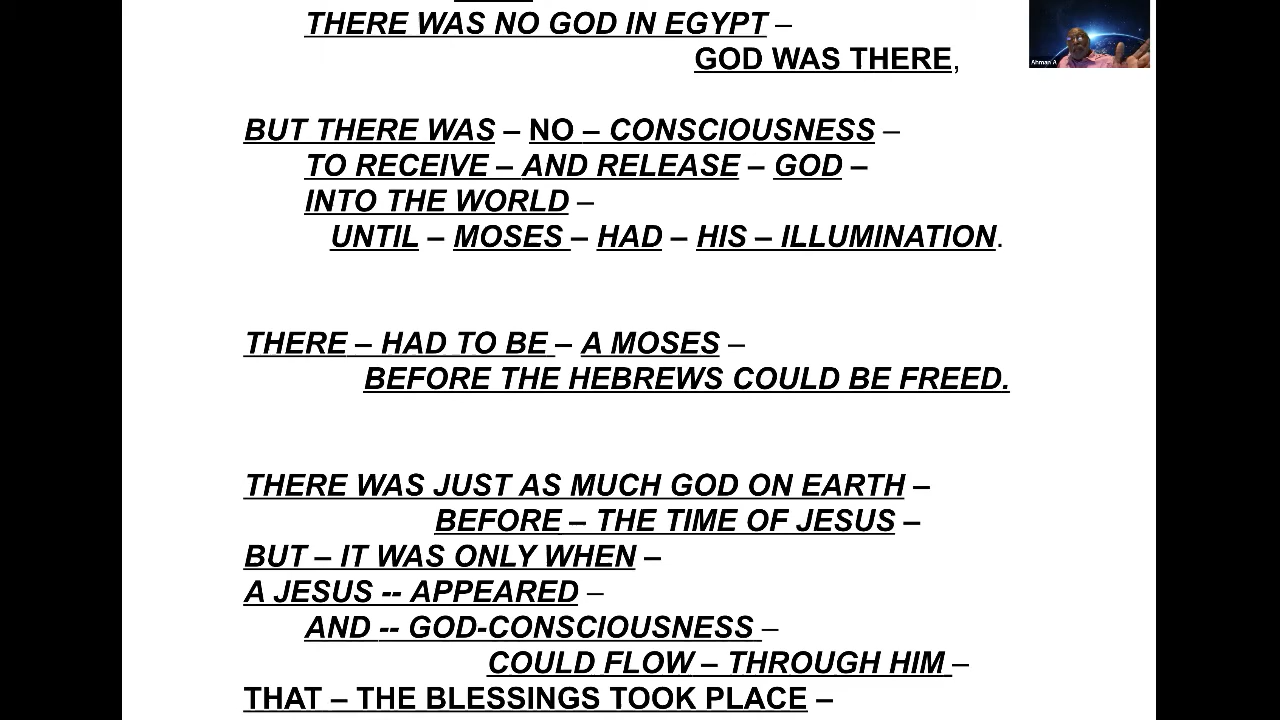 THERE WAS NO GOD IN EGYPT –
GOD WAS THERE,
BUT THERE WAS – NO – CONSCIOUSNESS –
TO RECEIVE – AND RELEASE – GOD –
INTO THE WORLD –
UNTIL – MOSES – HAD – HIS – ILLUMINATION.
THERE – HAD TO BE – A MOSES –
BEFORE THE HEBREWS COULD BE FREED.
THERE WAS JUST AS MUCH GOD ON EARTH –
BEFORE – THE TIME OF JESUS –
BUT – IT WAS ONLY WHEN –
A JESUS -- APPEARED –
AND -- GOD-CONSCIOUSNESS –
COULD FLOW – THROUGH HIM –
THAT – THE BLESSINGS TOOK PLACE –
Ahman A